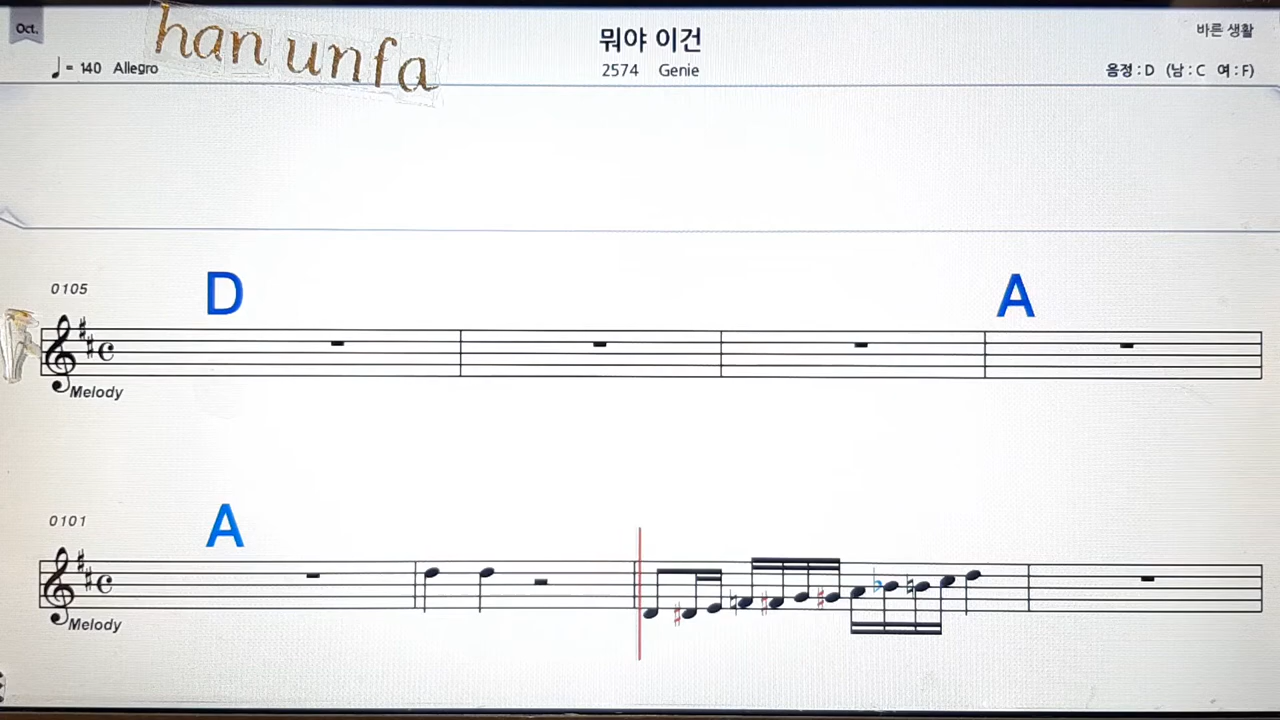 Oct.
han unfa
뭐야 이건
바른 생활
♩= 140 Allegro
2574 Genie
음정 : D (남 : C 여 : F)
0105
D
A
Melody
0101
A
Melody